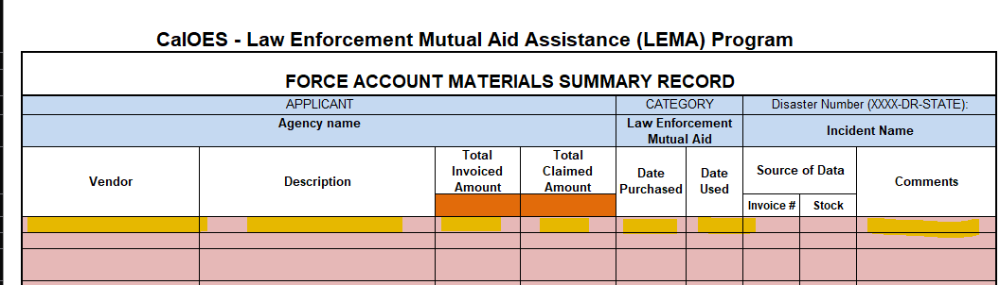 CalOES - Law Enforcement Mutual Aid Assistance (LEMA) Program
FORCE ACCOUNT MATERIALS SUMMARY RECORD
APPLICANT CATEGORY Disaster Number (XXXX-DR-STATE):
Agency name Law Enforcement Mutual Aid Incident Name
Vendor
Description
Total Invoiced Amount
Total Claimed Amount
Date Purchased
Date Used
Source of Data
Invoice # Stock
Comments